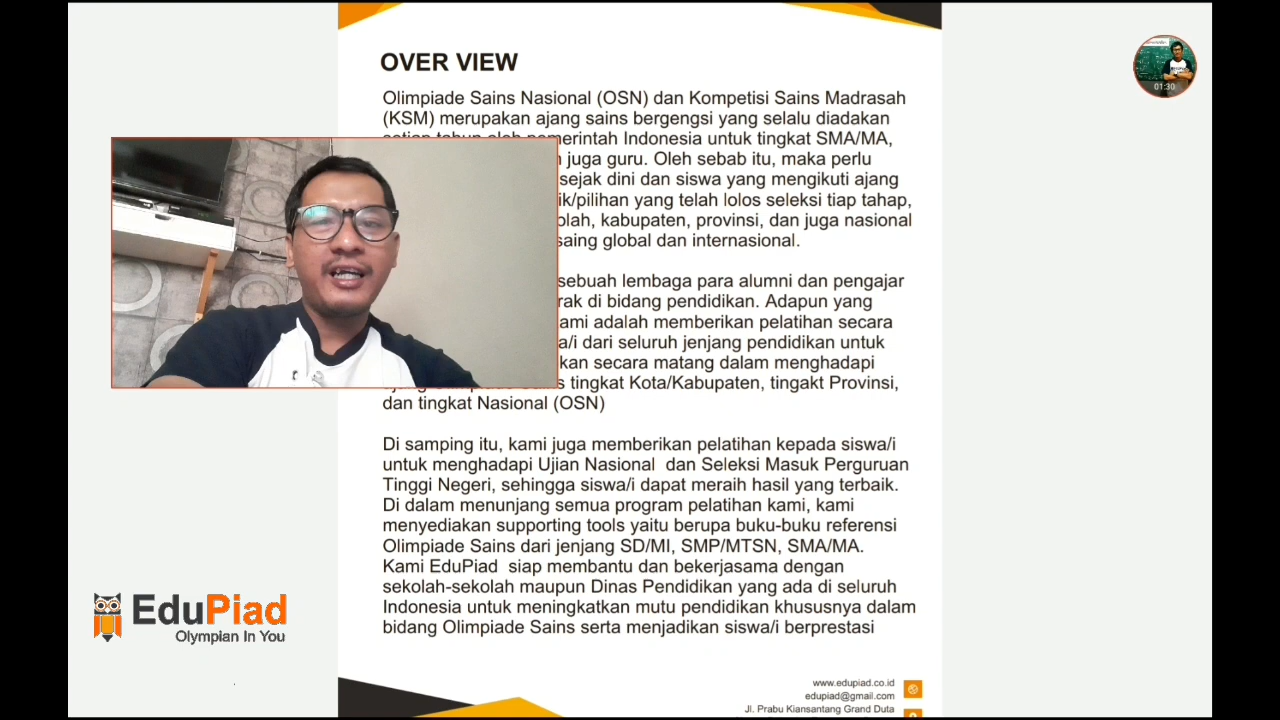 OVER VIEW
Olimpiade Sains Nasional (OSN) dan Kompetisi Sains Madrasah
(KSM) merupakan ajang sains bergengsi yang selalu diadakan
pemerintah Indonesia untuk tingkat SMA/MA,
juga guru. Oleh sebab itu, maka perlu
sejak dini dan siswa yang mengikuti ajang
yang telah lolos seleksi tiap tahap,
kabupaten, provinsi, dan juga nasional
global dan internasional.
sebuah lembaga para alumni dan pengajar
di bidang pendidikan. Adapun yang
adalah memberikan pelatihan secara
dari seluruh jenjang pendidikan untuk
secara matang dalam menghadapi
tingkat Kota/Kabupaten, tingakt Provinsi,
dan tingkat Nasional (OSN)
Di samping itu, kami juga memberikan pelatihan kepada siswa/i
untuk menghadapi Ujian Nasional dan Seleksi Masuk Perguruan
Tinggi Negeri, sehingga siswa/i dapat meraih hasil yang terbaik.
Di dalam menunjang semua program pelatihan kami, kami
menyediakan supporting tools yaitu berupa buku-buku referensi
Olimpiade Sains dari jenjang SD/MI, SMP/MTSN, SMA/MA.
Kami EduPiad siap membantu dan bekerjasama dengan
sekolah-sekolah maupun Dinas Pendidikan yang ada di seluruh
Indonesia untuk meningkatkan mutu pendidikan khususnya dalam
bidang Olimpiade Sains serta menjadikan siswa/i berprestasi
www.edupiad.co.id
edupiad@gmail.com
Jl. Prabu Kiansantang Grand Duta
EduPiad
Olympian In You
01:30